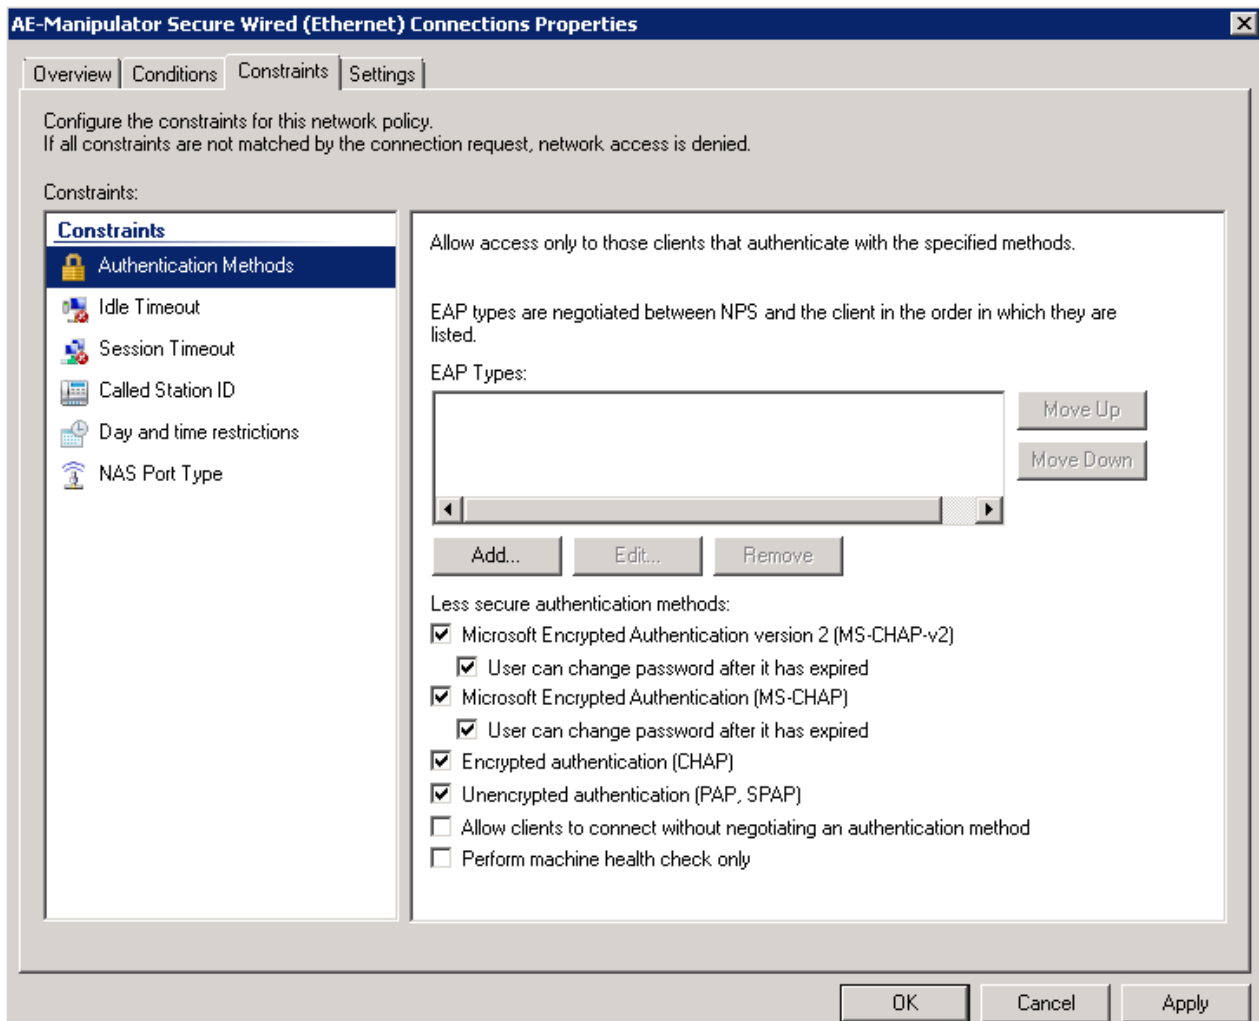 AE-Manipulator Secure Wired (Ethernet) Connections Properties
Overview
Conditions
Constraints
Settings
Configure the constraints for this network policy.
If all constraints are not matched by the connection request, network access is denied.
Constraints:
Constraints
Authentication Methods
Idle Timeout
Session Timeout
Called Station ID
Day and time restrictions
NAS Port Type
Allow access only to those clients that authenticate with the specified methods.
EAP types are negotiated between NPS and the client in the order in which they are
listed.
EAP Types:
Move Up
Move Down
Add...
Edit...
Remove
Less secure authentication methods:
Microsoft Encrypted Authentication version 2 (MS-CHAP-v2)
User can change password after it has expired
Microsoft Encrypted Authentication (MS-CHAP)
User can change password after it has expired
Encrypted authentication (CHAP)
Unencrypted authentication (PAP, SPAP)
Allow clients to connect without negotiating an authentication method
Perform machine health check only
OK
Cancel
Apply